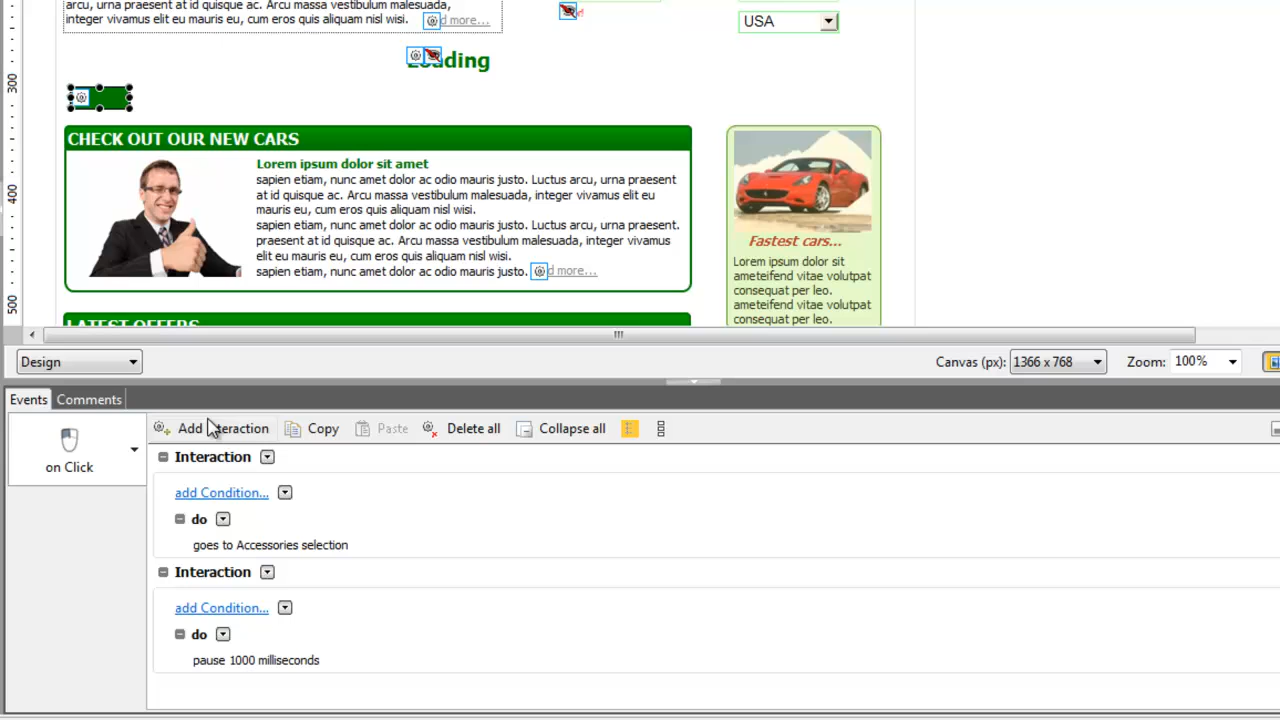 arcu, urna praesent at id quisque ac. Arcu massa vestibulum malesuada,
integer vivamus elit eu mauris eu, cum eros quis aliquam nisl wisi. d more...
USA
Loading
300
CHECK OUT OUR NEW CARS
Lorem ipsum dolor sit amet
sapien etiam, nunc amet dolor ac odio mauris justo. Luctus arcu, urna praesent
at id quisque ac. Arcu massa vestibulum malesuada, integer vivamus elit eu
mauris eu, cum eros quis aliquam nisl wisi.
sapien etiam, nunc amet dolor ac odio mauris justo. Luctus arcu, urna praesent.
praesent at id quisque ac. Arcu massa vestibulum malesuada, integer vivamus
elit eu mauris eu, cum eros quis aliquam nisl wisi.
sapien etiam, nunc amet dolor ac odio mauris justo. d more...
400
Fastest cars...
Lorem ipsum dolor sit
ameteifend vitae volutpat
consequat per leo.
ameteifend vitae volutpat
consequat per leo.
500
LATEST OFFERS
Design
Canvas (px): 1366 x 768
Zoom: 100%
Events Comments
on Click
Add Interaction Copy Paste Delete all Collapse all
Interaction
add Condition...
do
goes to Accessories selection
Interaction
add Condition...
do
pause 1000 milliseconds